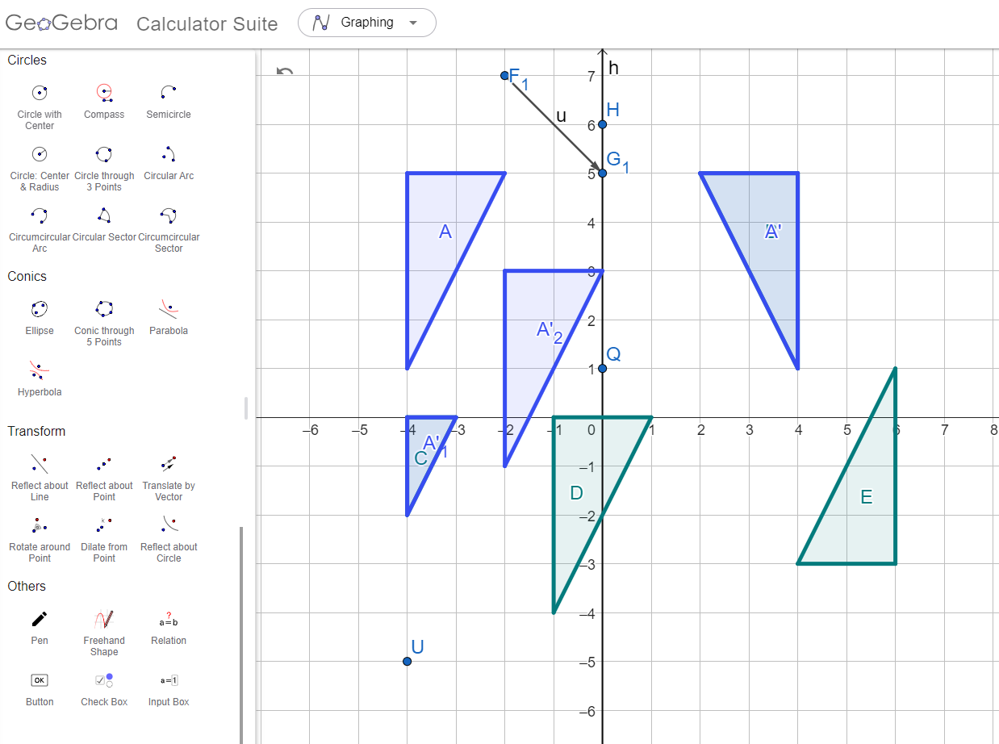 GeoGebra Calculator Suite Graphing
Circles
Circle with Center
Compass
Semicircle
Circle: Center & Radius
Circle through 3 Points
Circular Arc
Circumcircular Arc
Circular Sector
Circumcircular Sector
Conics
Ellipse
Conic through 5 Points
Parabola
Hyperbola
Transform
Reflect about Line
Reflect about Point
Translate by Vector
Rotate around Point
Dilate from Point
Reflect about Circle
Others
Pen
Freehand Shape
a=b
?
Relation
OK
Button
Check Box
a=1
Input Box
F1
7
h
u
H
6
G1
5
A
A'
4
3
A'2
2
Q
1
–6 –5 –4 –3 –2 –1 0 1 2 3 4 5 6 7 8
A'1
C
–1
D
E
–2
–3
–4
U
–5
–6